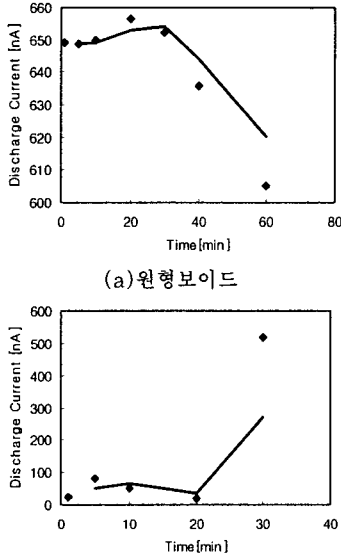 Discharge Current [nA]
660
650
640
630
620
610
600
0 20 40 60 80
Time[min]
(a)원형보이드
Discharge Current [nA]
600
500
400
300
200
100
0
0 10 20 30 40
Time[min]